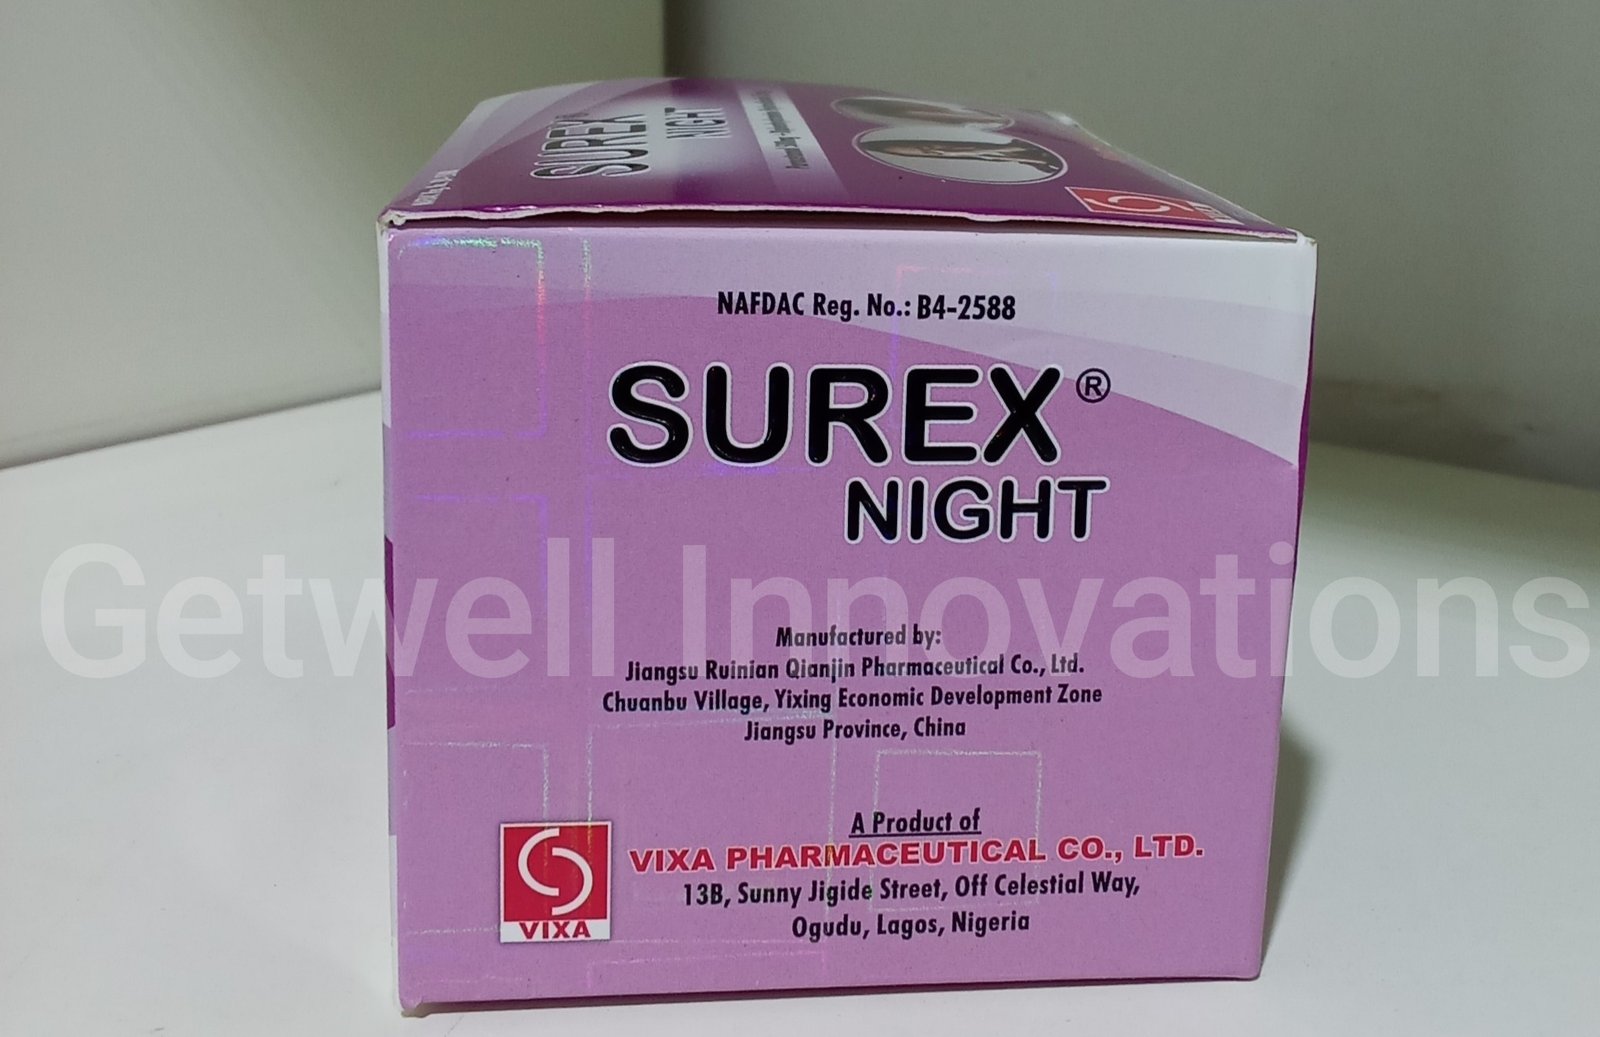 SUREX®
NIGHT
NAFDAC Reg. No.: B4-2588
SUREX®
NIGHT
Getwell Innovations
Manufactured by:
Jiangsu Ruinian Qianjin Pharmaceutical Co., Ltd.
Chuanbu Village, Yixing Economic Development Zone
Jiangsu Province, China
A Product of
VIXA PHARMACEUTICAL CO., LTD.
13B, Sunny Jigide Street, Off Celestial Way,
Ogudu, Lagos, Nigeria
VIXA